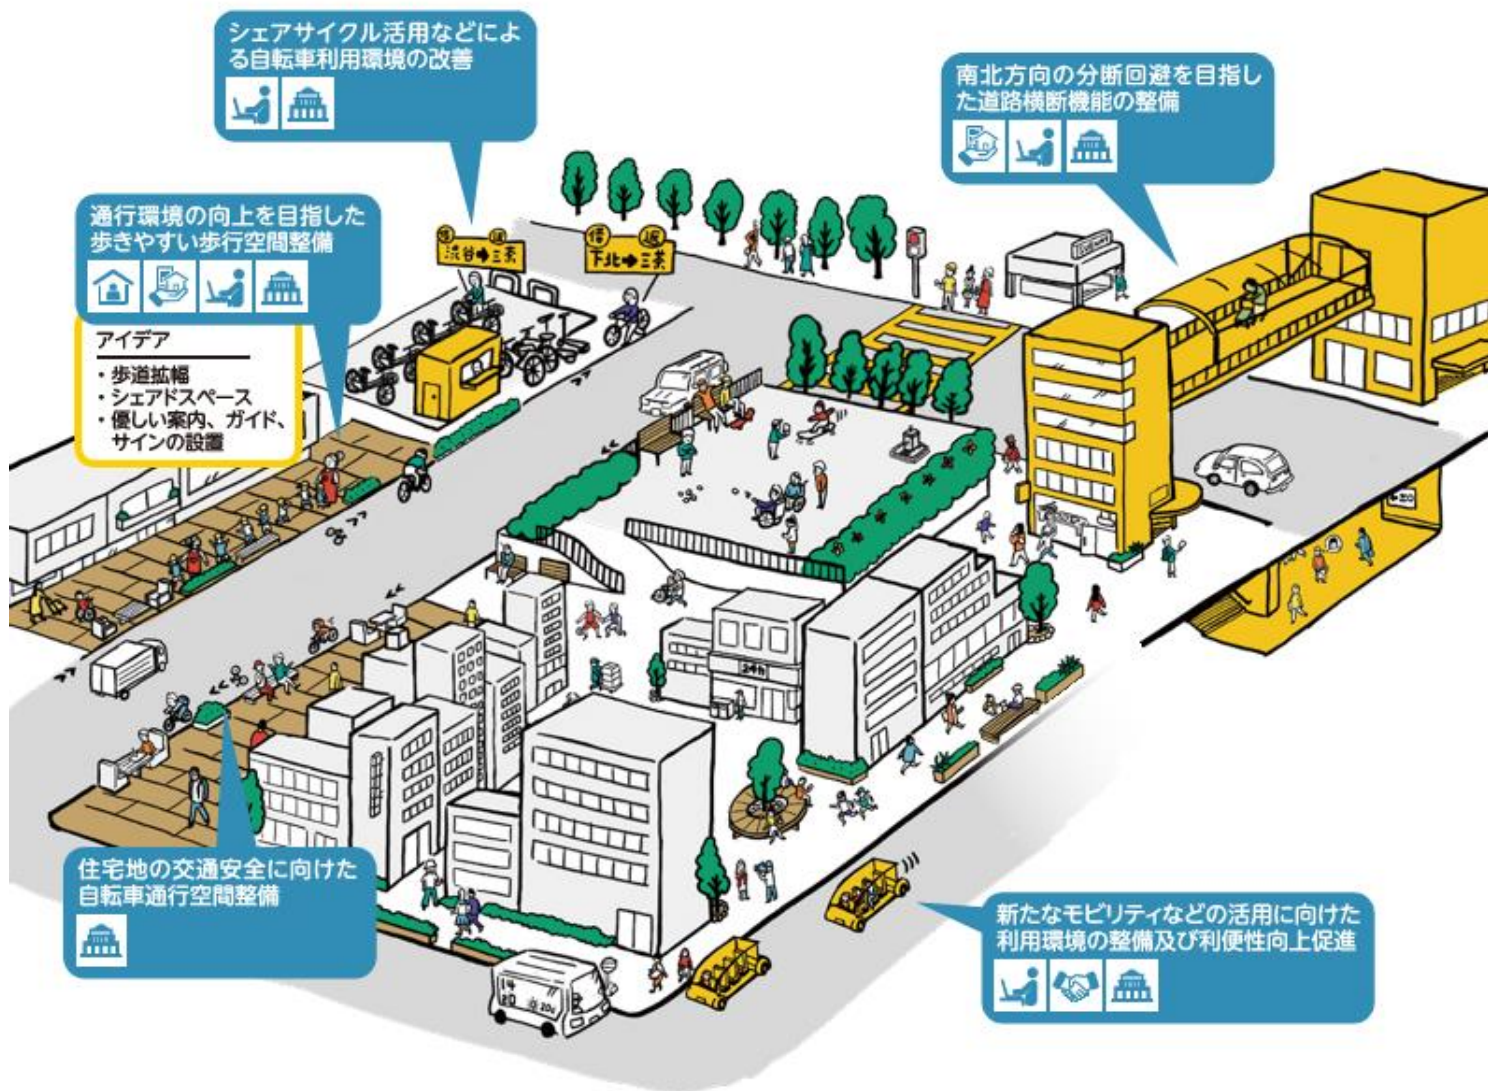 シェアサイクル活用などによ
る自転車利用環境の改善
南北方向の分断回避を目指し
た道路横断機能の整備
通行環境の向上を目指した
歩きやすい歩行空間整備
アイデア
・歩道拡幅
・シェアドスペース
・優しい案内、ガイド、
サインの設置
借 返
渋谷➡三茶
借 返
下北➡三茶
SUBWAY
24h
住宅地の交通安全に向けた
自転車通行空間整備
新たなモビリティなどの活用に向けた
利用環境の整備及び利便性向上促進
14
20
20c